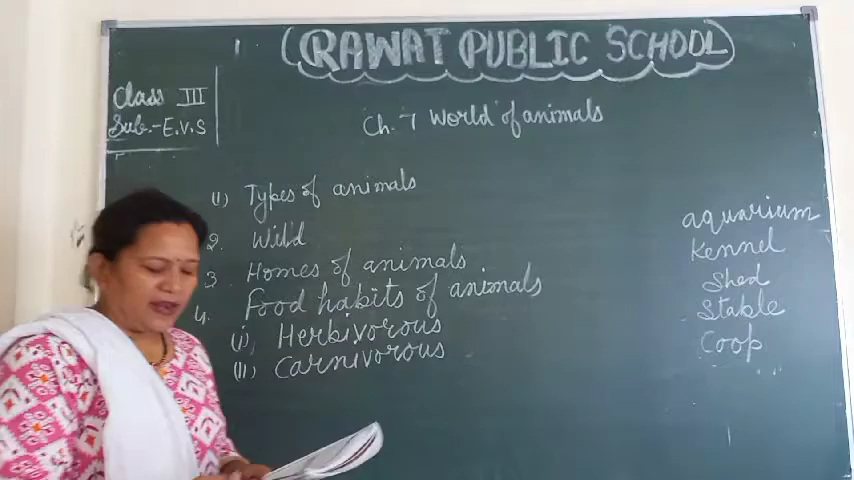 RAWAT PUBLIC SCHOOL
Class III
Sub.-E.V.S
Ch. 7 World of animals
(1) Types of animals
2. Wild
3 Homes of animals
4. Food habits of animals
(i), Herbivorous
(ii) Carnivorous
aquarium
Kennel
Shed
Stable
Coop